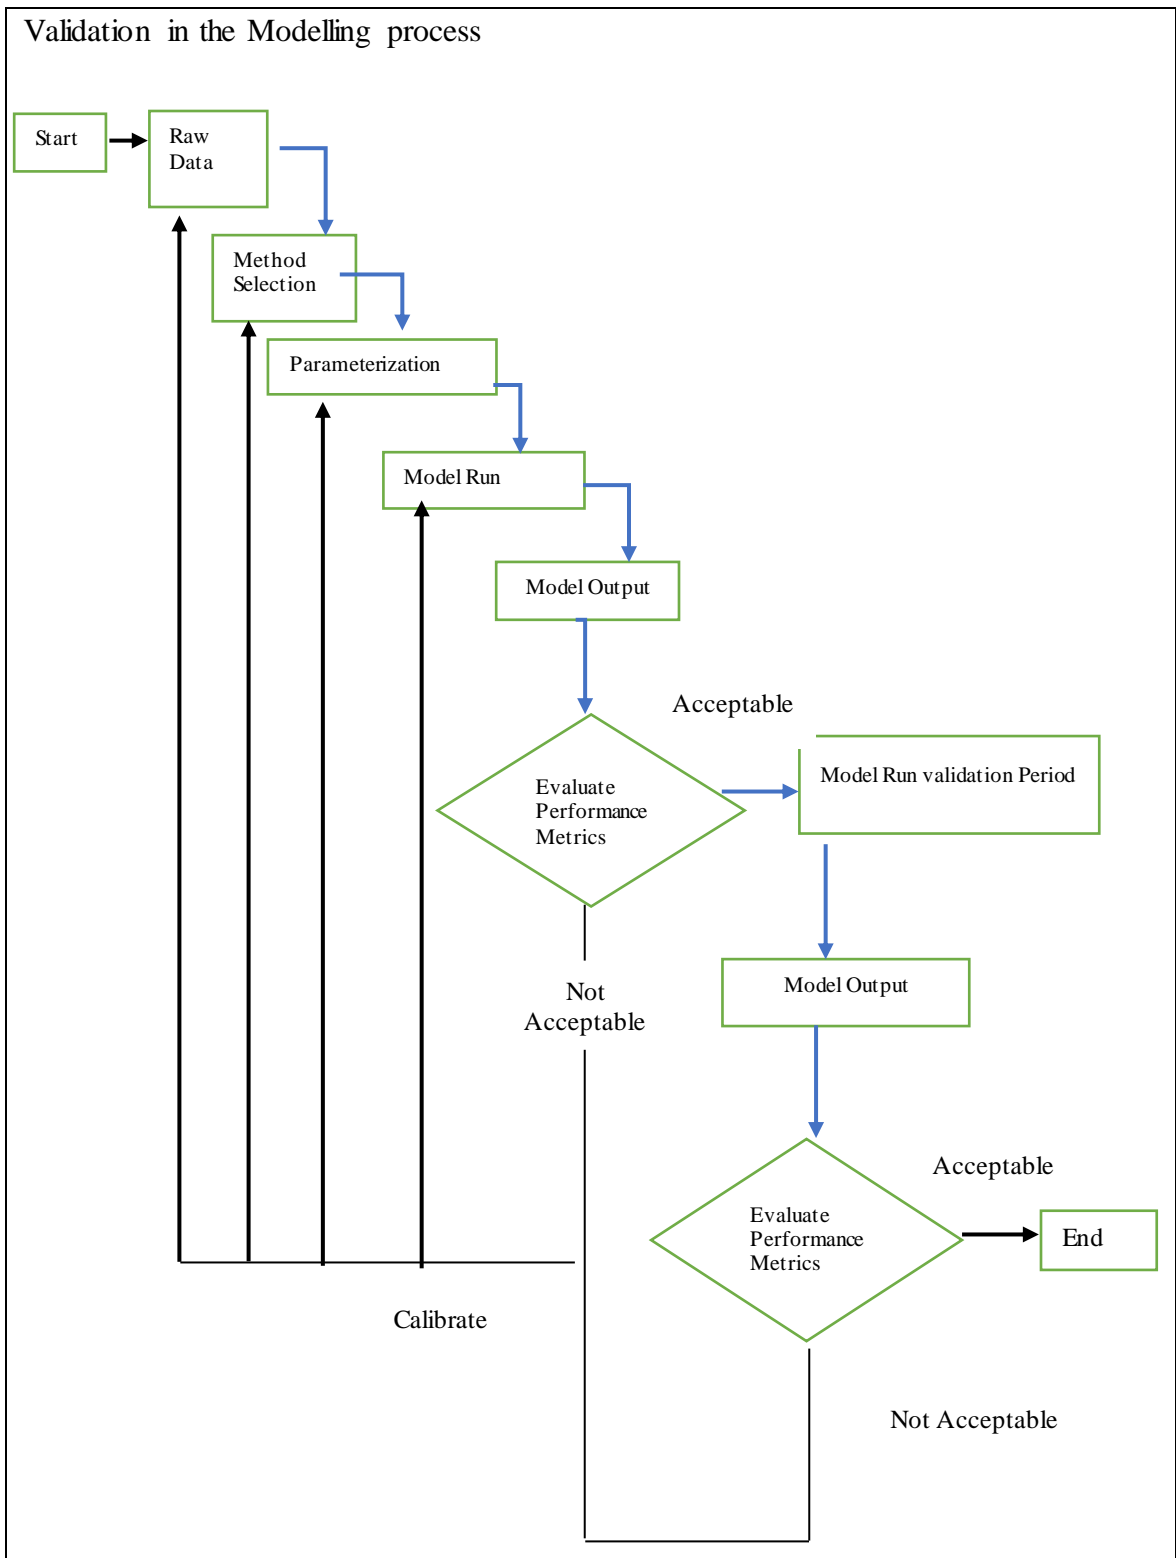 Validation in the Modelling process
Start
Raw
Data
Method
Selection
Parameterization
Model Run
Model Output
Acceptable
Evaluate
Performance
Metrics
Model Run validation Period
Not
Acceptable
Model Output
Acceptable
Evaluate
Performance
Metrics
End
Calibrate
Not Acceptable